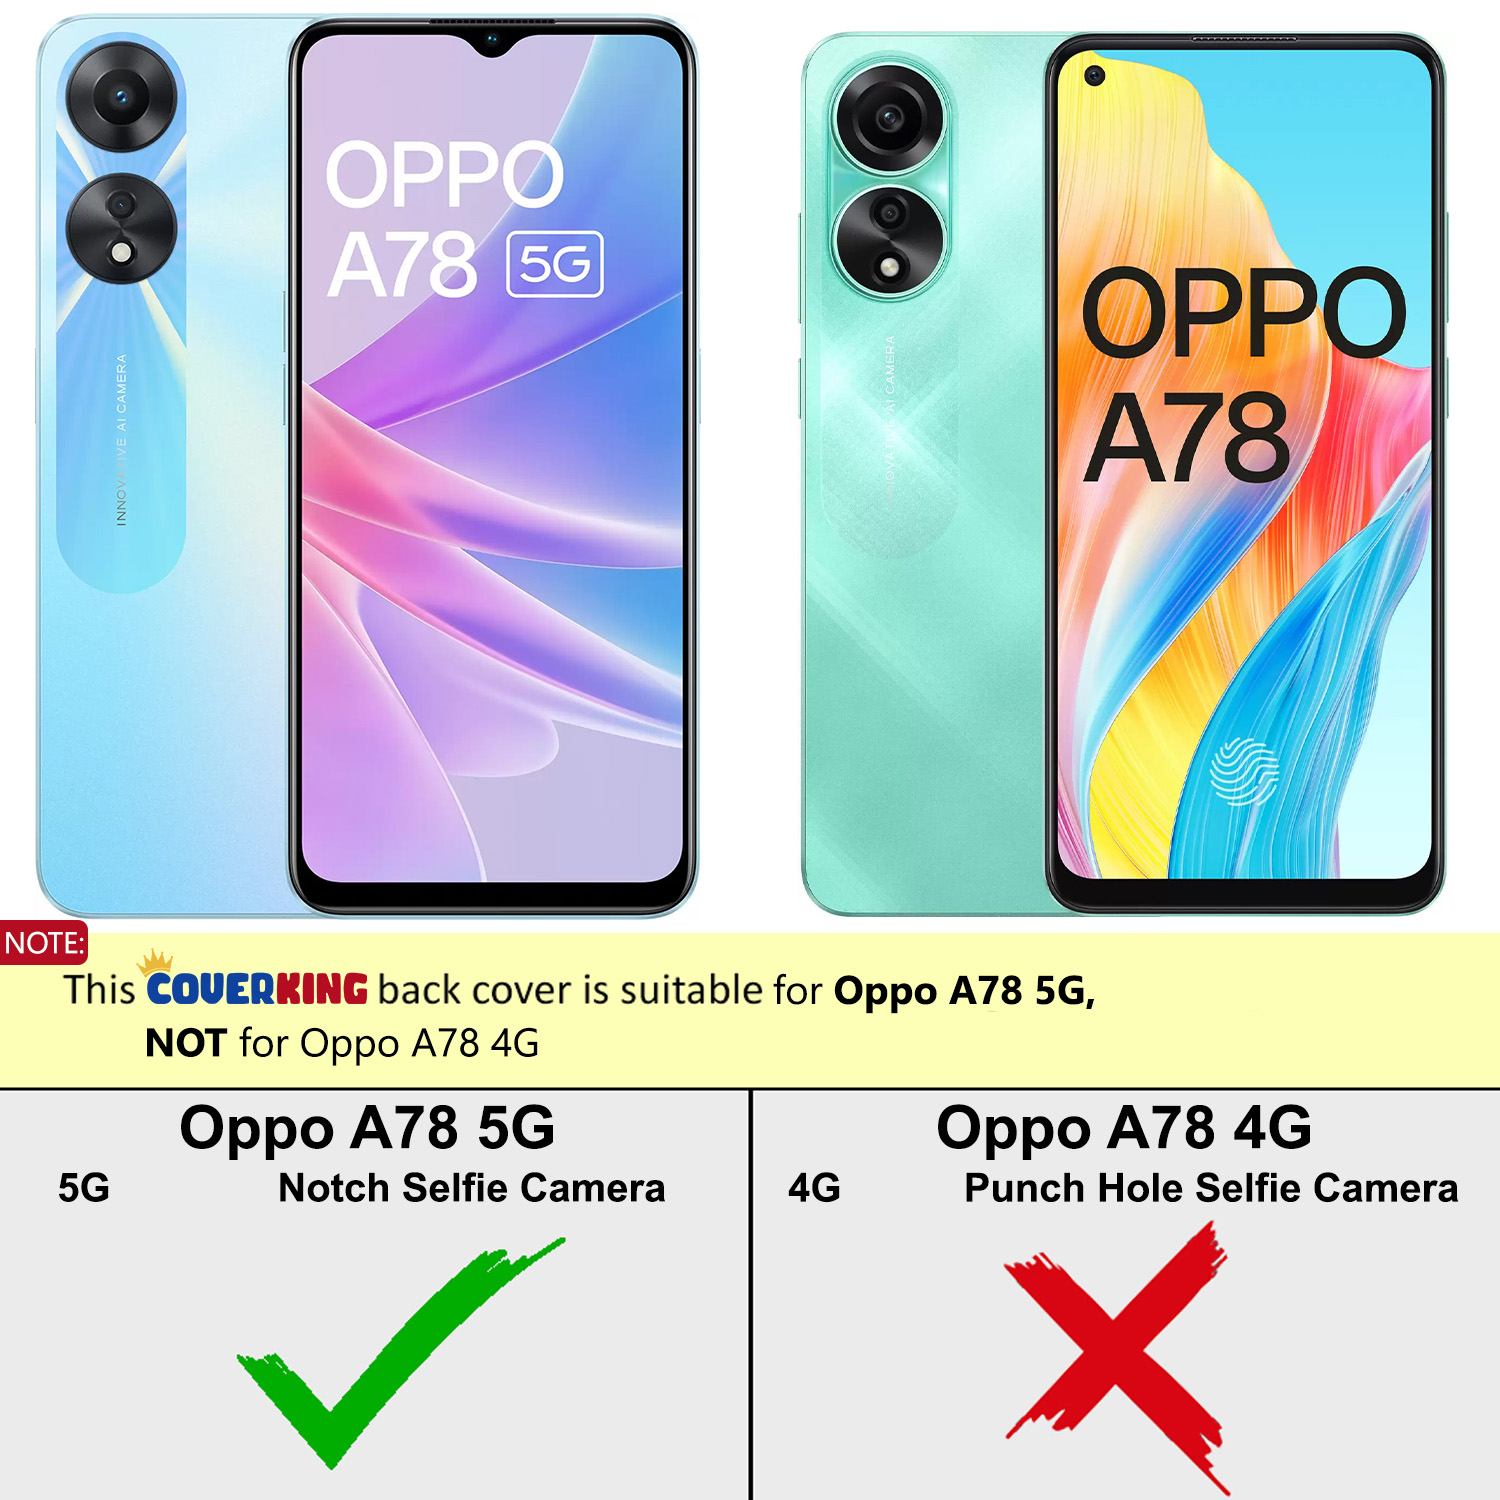 OPPO
A78 5G
INNOVATIVE AI CAMERA
OPPO
A78
INNOVATIVE AI CAMERA
NOTE:
This COVERKING back cover is suitable for Oppo A78 5G,
NOT for Oppo A78 4G
Oppo A78 5G
5G Notch Selfie Camera
Oppo A78 4G
4G Punch Hole Selfie Camera